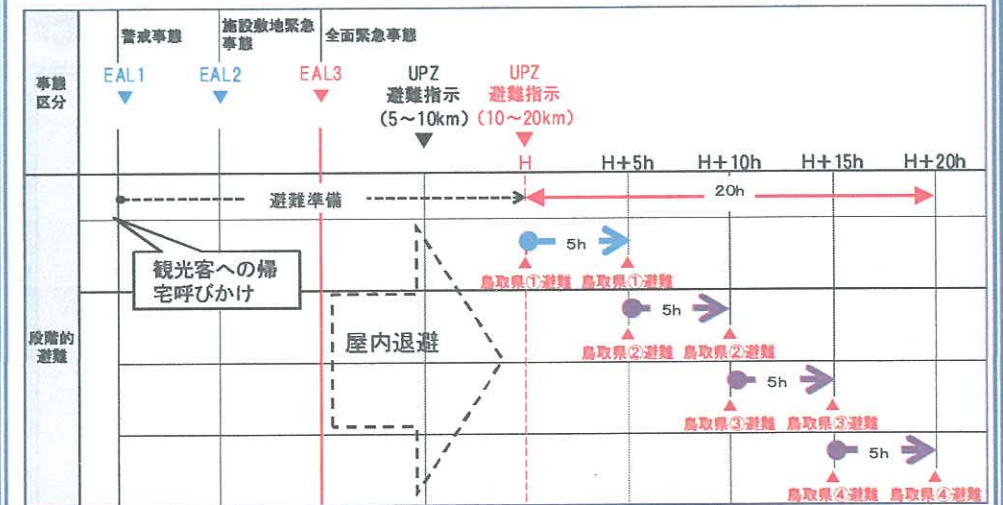 警戒事態
施設敷地緊急
事態
全面緊急事態
事態
区分
EAL1
EAL2
EAL3
UPZ
避難指示
(5～10km)
UPZ
避難指示
(10～20km)
H
H+5h
H+10h
H+15h
H+20h
避難準備
20h
観光客への帰
宅呼びかけ
段階的
避難
屋内退避
5h
鳥取県①避難
鳥取県①避難
5h
鳥取県②避難
鳥取県②避難
5h
鳥取県③避難
鳥取県③避難
5h
鳥取県④避難
鳥取県④避難